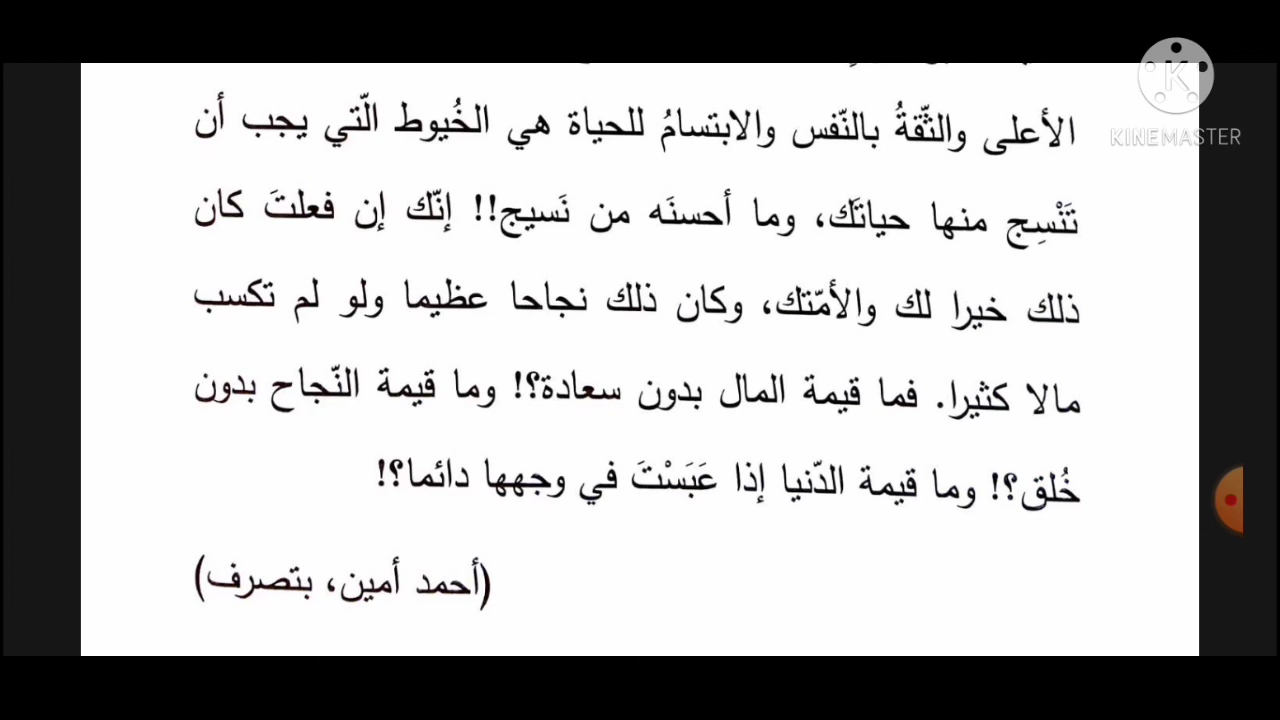 الأعلى والثّقةُ بالنّفس والابتسامُ للحياة هي الخُيوط الّتي يجب أن
تَنْسِج منها حياتَك، وما أحسنَه من نَسيج!! إنّك إن فعلتَ كان
ذلك خيرا لك والأمّتك، وكان ذلك نجاحا عظيما ولو لم تكسب
مالا كثيرا. فما قيمة المال بدون سعادة؟! وما قيمة النّجاح بدون
خُلق؟! وما قيمة الدّنيا إذا عَبَسْتَ في وجهها دائما؟!
(أحمد أمين، بتصرف)
K
KINEMASTER